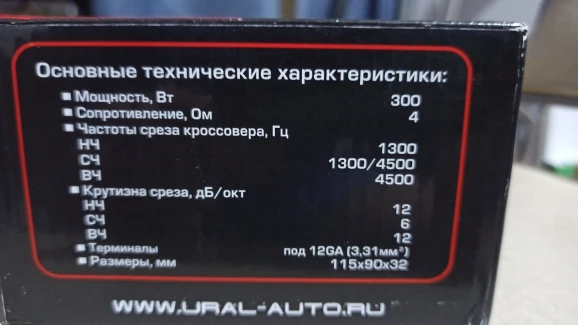 Основные технические характеристики:
▪ Мощность, Вт 300
▪ Сопротивление, Ом 4
▪ Частоты среза кроссовера, Гц
НЧ 1300
СЧ 1300/4500
ВЧ 4500
▪ Крутизна среза, дБ/окт
НЧ 12
СЧ 6
ВЧ 12
▪ Терминалы под 12GA (3,31мм²)
▪ Размеры, мм 115х90х32
WWW.URAL-AUTO.RU